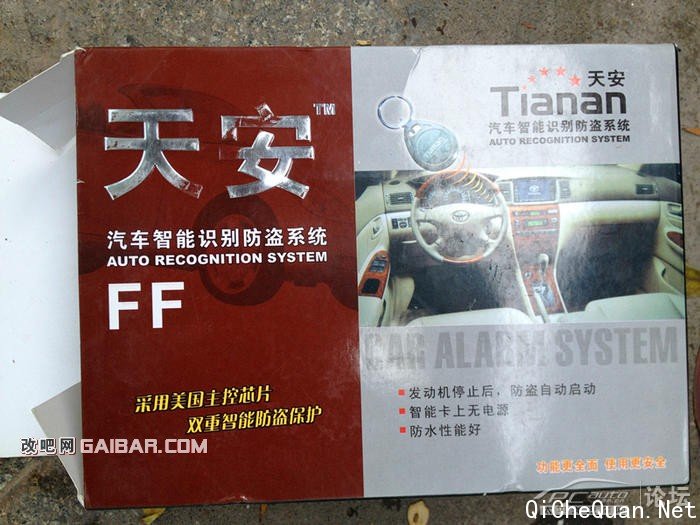 天安™
汽车智能识别防盗系统
AUTO RECOGNITION SYSTEM
FF
采用美国主控芯片
双重智能防盗保护
天安
Tianan
汽车智能识别防盗系统
AUTO RECOGNITION SYSTEM
CAR ALARM SYSTEM
▪ 发动机停止后，防盗自动启动
▪ 智能卡上无电源
▪ 防水性能好
功能更全面 使用更安全
改吧网 GAIBAR.COM
论坛
QiCheQuan.Net